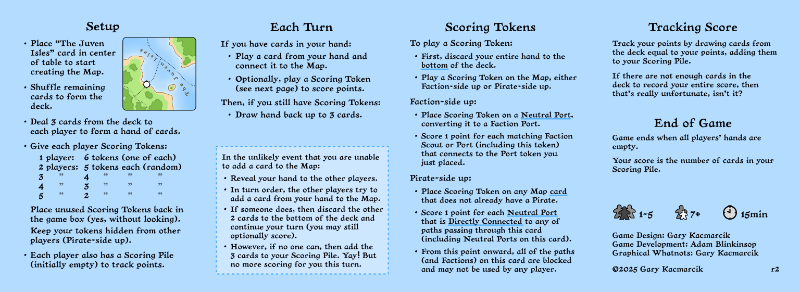 Setup
• Place “The Juven
Isles” card in center
of table to start
creating the Map.
• Shuffle remaining
cards to form the
deck.
• Deal 3 cards from the deck to
each player to form a hand of cards.
• Give each player Scoring Tokens:
1 player: 6 tokens (one of each)
2 players: 5 tokens each (random)
3 ” 4 ” ” ”
4 ” 3 ” ” ”
5 ” 2 ” ” ”
Place unused Scoring Tokens back in
the game box (yes, without looking).
Keep your tokens hidden from other
players (Pirate-side up).
• Each player also has a Scoring Pile
(initially empty) to track points.
Each Turn
If you have cards in your hand:
• Play a card from your hand and
connect it to the Map.
• Optionally, play a Scoring Token
(see next page) to score points.
Then, if you still have Scoring Tokens:
• Draw hand back up to 3 cards.
In the unlikely event that you are unable
to add a card to the Map:
• Reveal your hand to the other players.
• In turn order, the other players try to
add a card from your hand to the Map.
• If someone does, then discard the other
2 cards to the bottom of the deck and
continue your turn (you may still
optionally score).
• However, if no one can, then add the
3 cards to your Scoring Pile. Yay! But
no more scoring for you this turn.
Scoring Tokens
To play a Scoring Token:
• First, discard your entire hand to the
bottom of the deck.
• Play a Scoring Token on the Map, either
Faction-side up or Pirate-side up.
Faction-side up:
• Place Scoring Token on a Neutral Port,
converting it to a Faction Port.
• Score 1 point for each matching Faction
Scout or Port (including this token)
that connects to the Port token you
just placed.
Pirate-side up:
• Place Scoring Token on any Map card
that does not already have a Pirate.
• Score 1 point for each Neutral Port
that is Directly Connected to any of
paths passing through this card
(including Neutral Ports on this card).
• From this point onward, all of the paths
(and Factions) on this card are blocked
and may not be used by any player.
Tracking Score
Track your points by drawing cards from
the deck equal to your points, adding them
to your Scoring Pile.
If there are not enough cards in the
deck to record your entire score, then
that’s really unfortunate, isn’t it?
End of Game
Game ends when all players’ hands are
empty.
Your score is the number of cards in your
Scoring Pile.
1-5 7+ 15min
Game Design: Gary Kacmarcik
Game Development: Adam Blinkinsop
Graphical Whatnots: Gary Kacmarcik
©2025 Gary Kacmarcik r2